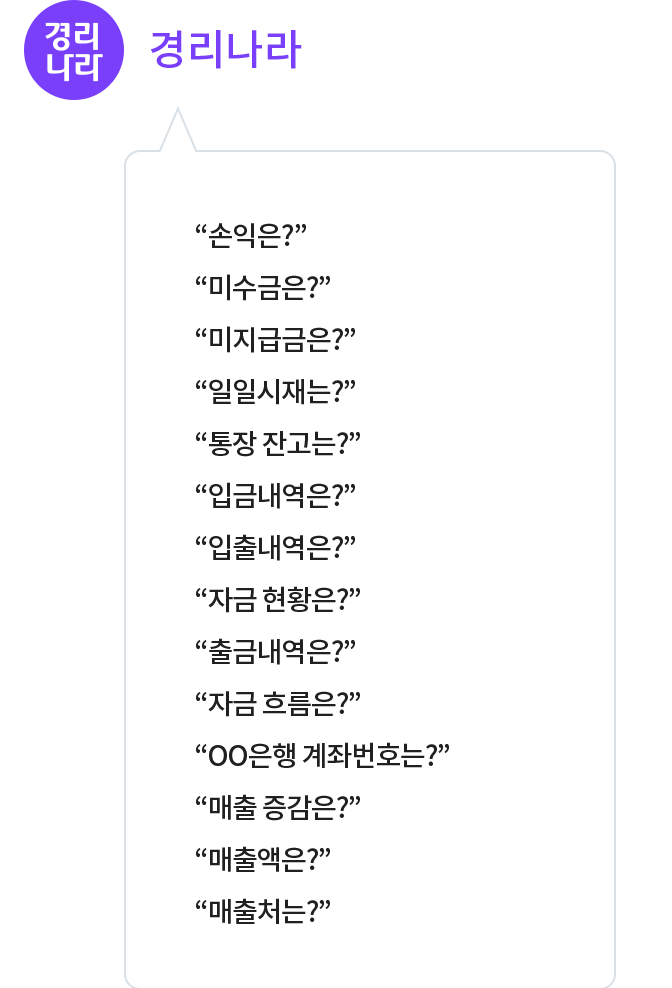 경리
나라
경리나라
“손익은?”
“미수금은?”
“미지급금은?”
“일일시재는?”
“통장 잔고는?”
“입금내역은?”
“입출내역은?”
“자금 현황은?”
“출금내역은?”
“자금 흐름은?”
“OO은행 계좌번호는?”
“매출 증감은?”
“매출액은?”
“매출처는?”